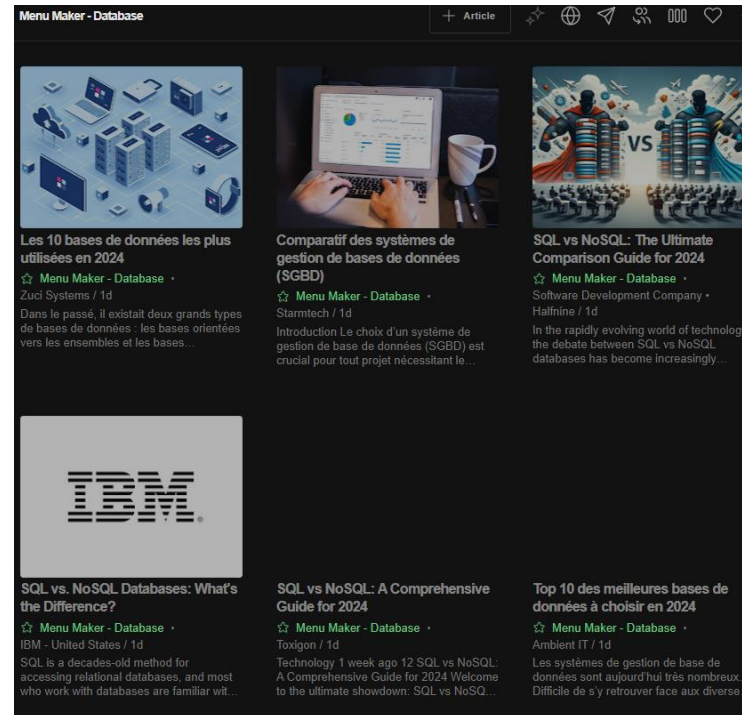 Menu Maker - Database
+ Article
VS
Les 10 bases de données les plus
utilisées en 2024
Menu Maker - Database •
Zuci Systems / 1d
Dans le passé, il existait deux grands types
de bases de données : les bases orientées
vers les ensembles et les bases...
Comparatif des systèmes de
gestion de bases de données
(SGBD)
Menu Maker - Database •
Starmtech / 1d
Introduction Le choix d'un système de
gestion de base de données (SGBD) est
crucial pour tout projet nécessitant le...
SQL vs NoSQL: The Ultimate
Comparison Guide for 2024
Menu Maker - Database •
Software Development Company •
Halfnine / 1d
In the rapidly evolving world of technology
the debate between SQL vs NoSQL
databases has become increasingly...
IBM
SQL vs. NoSQL Databases: What's
the Difference?
Menu Maker - Database •
IBM - United States / 1d
SQL is a decades-old method for
accessing relational databases, and most
who work with databases are familiar wit...
SQL vs NoSQL: A Comprehensive
Guide for 2024
Menu Maker - Database •
Toxigon / 1d
Technology 1 week ago 12 SQL vs NoSQL:
A Comprehensive Guide for 2024 Welcome
to the ultimate showdown: SQL vs NoSQ...
Top 10 des meilleures bases de
données à choisir en 2024
Menu Maker - Database •
Ambient IT / 1d
Les systèmes de gestion de base de
données sont aujourd'hui très nombreux.
Difficile de s'y retrouver face aux diverse